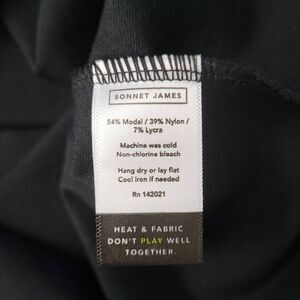 SONNET JAMES
54% Modal / 39% Nylon /
7% Lycra
Machine was cold
Non-chlorine bleach
Hang dry or lay flat
Cool iron if needed
Rn 142021
HEAT & FABRIC
DON'T PLAY WELL
TOGETHER.